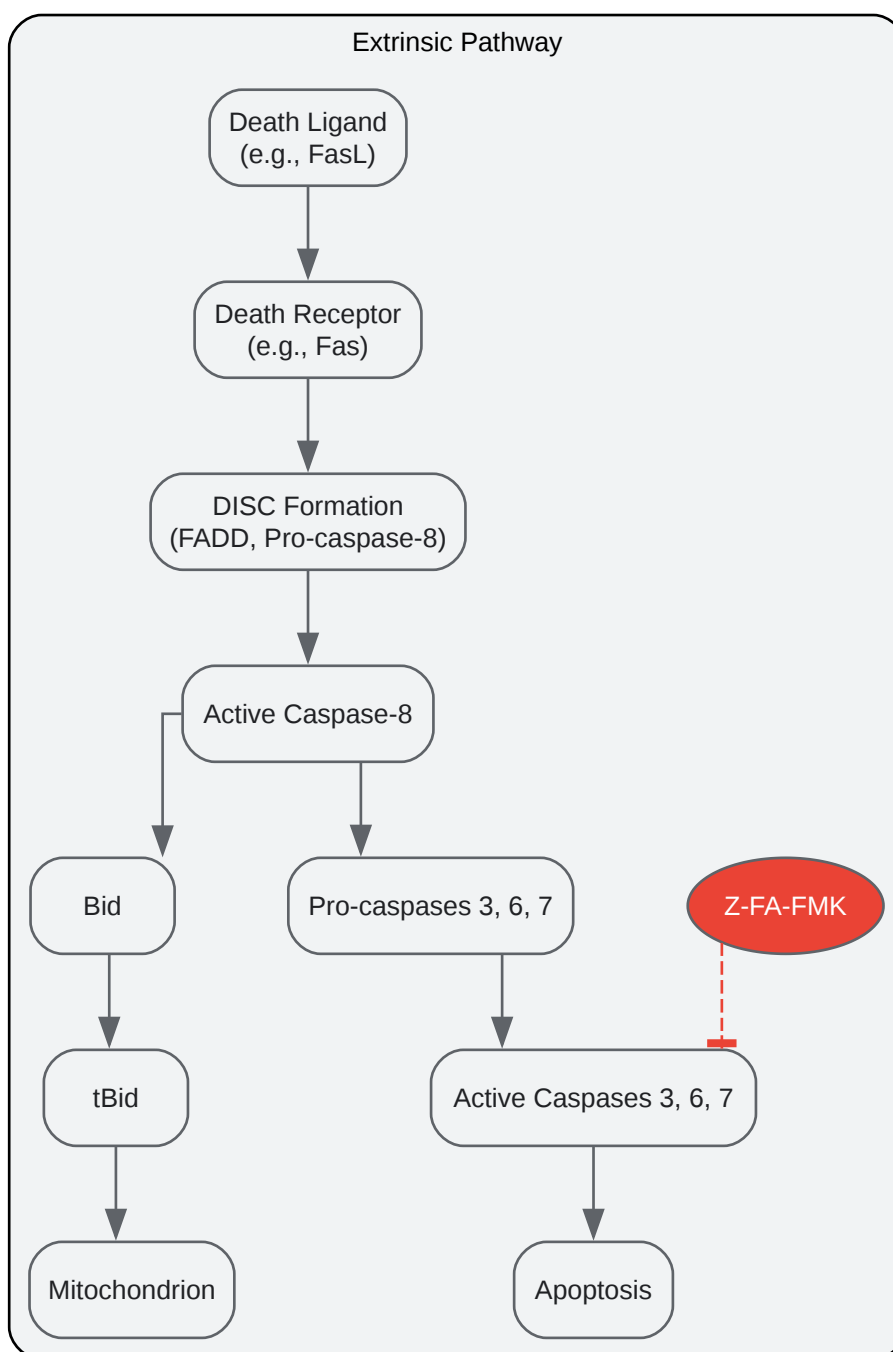 Extrinsic Pathway
Death Ligand
(e.g., FasL)
Death Receptor
(e.g., Fas)
DISC Formation
(FADD, Pro-caspase-8)
Active Caspase-8
Bid
Pro-caspases 3, 6, 7
Z-FA-FMK
tBid
Active Caspases 3, 6, 7
Mitochondrion
Apoptosis